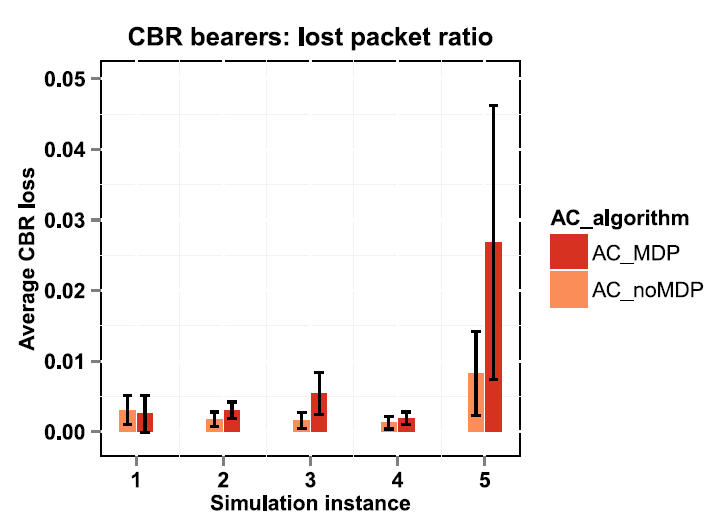 CBR bearers: lost packet ratio
Average CBR loss
0.05
0.04
0.03
0.02
0.01
0.00
1 2 3 4 5
Simulation instance
AC_algorithm
AC_MDP
AC_noMDP